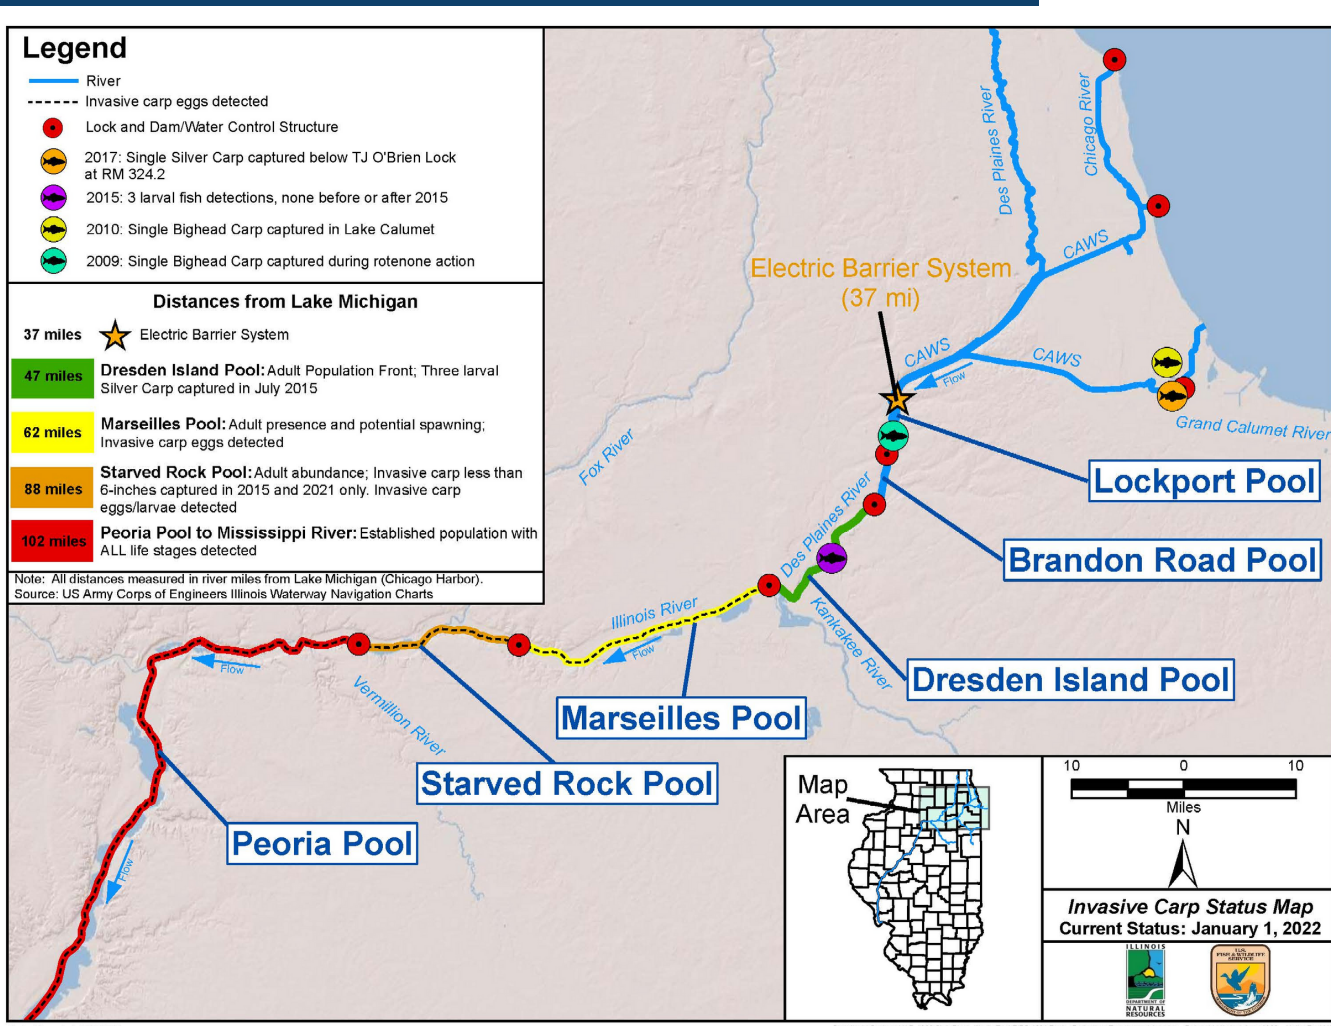 Legend
River
Invasive carp eggs detected
Lock and Dam/Water Control Structure
2017: Single Silver Carp captured below TJ O'Brien Lock
at RM 324.2
2015: 3 larval fish detections, none before or after 2015
2010: Single Bighead Carp captured in Lake Calumet
2009: Single Bighead Carp captured during rotenone action
Distances from Lake Michigan
37 miles Electric Barrier System
47 miles Dresden Island Pool: Adult Population Front; Three larval
Silver Carp captured in July 2015
62 miles Marseilles Pool: Adult presence and potential spawning;
Invasive carp eggs detected
88 miles Starved Rock Pool: Adult abundance; Invasive carp less than
6-inches captured in 2015 and 2021 only. Invasive carp
eggs/larvae detected
102 miles Peoria Pool to Mississippi River: Established population with
ALL life stages detected
Note: All distances measured in river miles from Lake Michigan (Chicago Harbor).
Source: US Army Corps of Engineers Illinois Waterway Navigation Charts
Des Plaines River
Chicago River
CAWS
Electric Barrier System
(37 mi)
CAWS
CAWS
Flow
Grand Calumet River
Fox River
Lockport Pool
Des Plaines River
Brandon Road Pool
Illinois River
Flow
Kankakee River
Dresden Island Pool
Flow
Vermillion River
Marseilles Pool
Starved Rock Pool
Peoria Pool
Flow
Map
Area
10 0 10
Miles
N
Invasive Carp Status Map
Current Status: January 1, 2022
ILLINOIS
DEPARTMENT OF
NATURAL
RESOURCES
U.S.
FISH & WILDLIFE
SERVICE